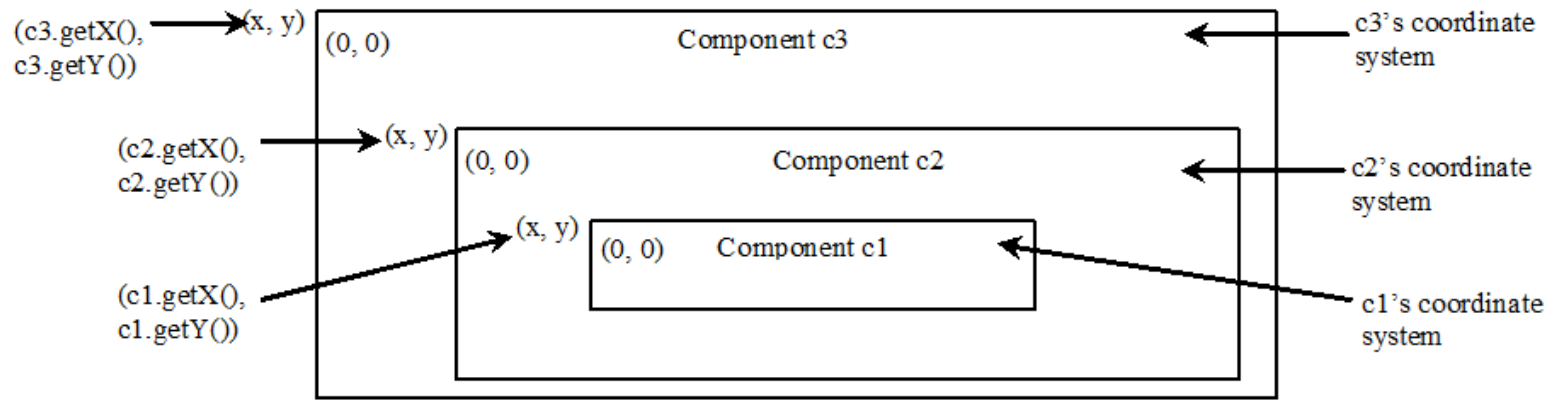 (c3.getX(),
c3.getY())
(x, y)
(0, 0)
Component c3
c3's coordinate
system
(c2.getX(),
c2.getY())
(x, y)
(0, 0)
Component c2
c2's coordinate
system
(c1.getX(),
c1.getY())
(x, y)
(0, 0)
Component c1
c1's coordinate
system